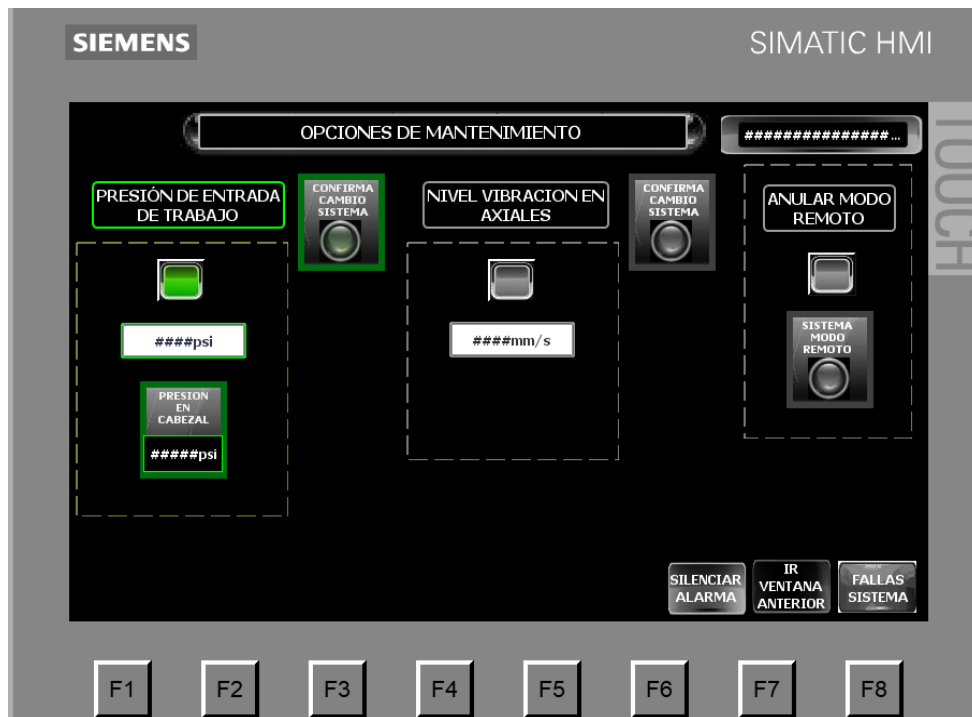 SIEMENS
SIMATIC HMI
TOUCH
OPCIONES DE MANTENIMIENTO
###############...
PRESIÓN DE ENTRADA
DE TRABAJO
CONFIRMA
CAMBIO
SISTEMA
NIVEL VIBRACION EN
AXIALES
CONFIRMA
CAMBIO
SISTEMA
ANULAR MODO
REMOTO
####psi
####mm/s
SISTEMA
MODO
REMOTO
PRESION
EN
CABEZAL
#####psi
SILENCIAR
ALARMA
IR
VENTANA
ANTERIOR
FALLAS
SISTEMA
F1
F2
F3
F4
F5
F6
F7
F8